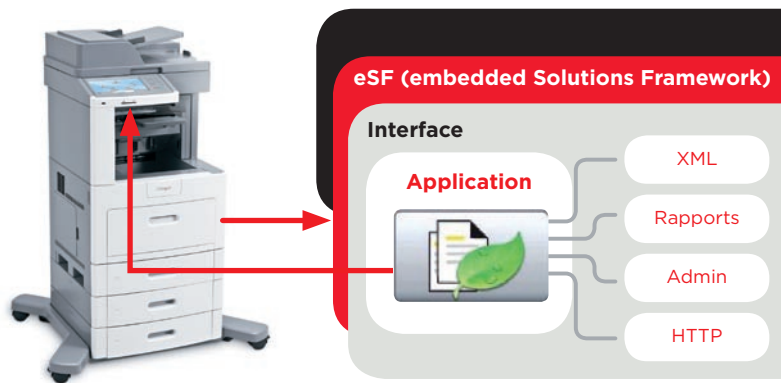 eSF (embedded Solutions Framework)
Interface
Application
XML
Rapports
Admin
HTTP